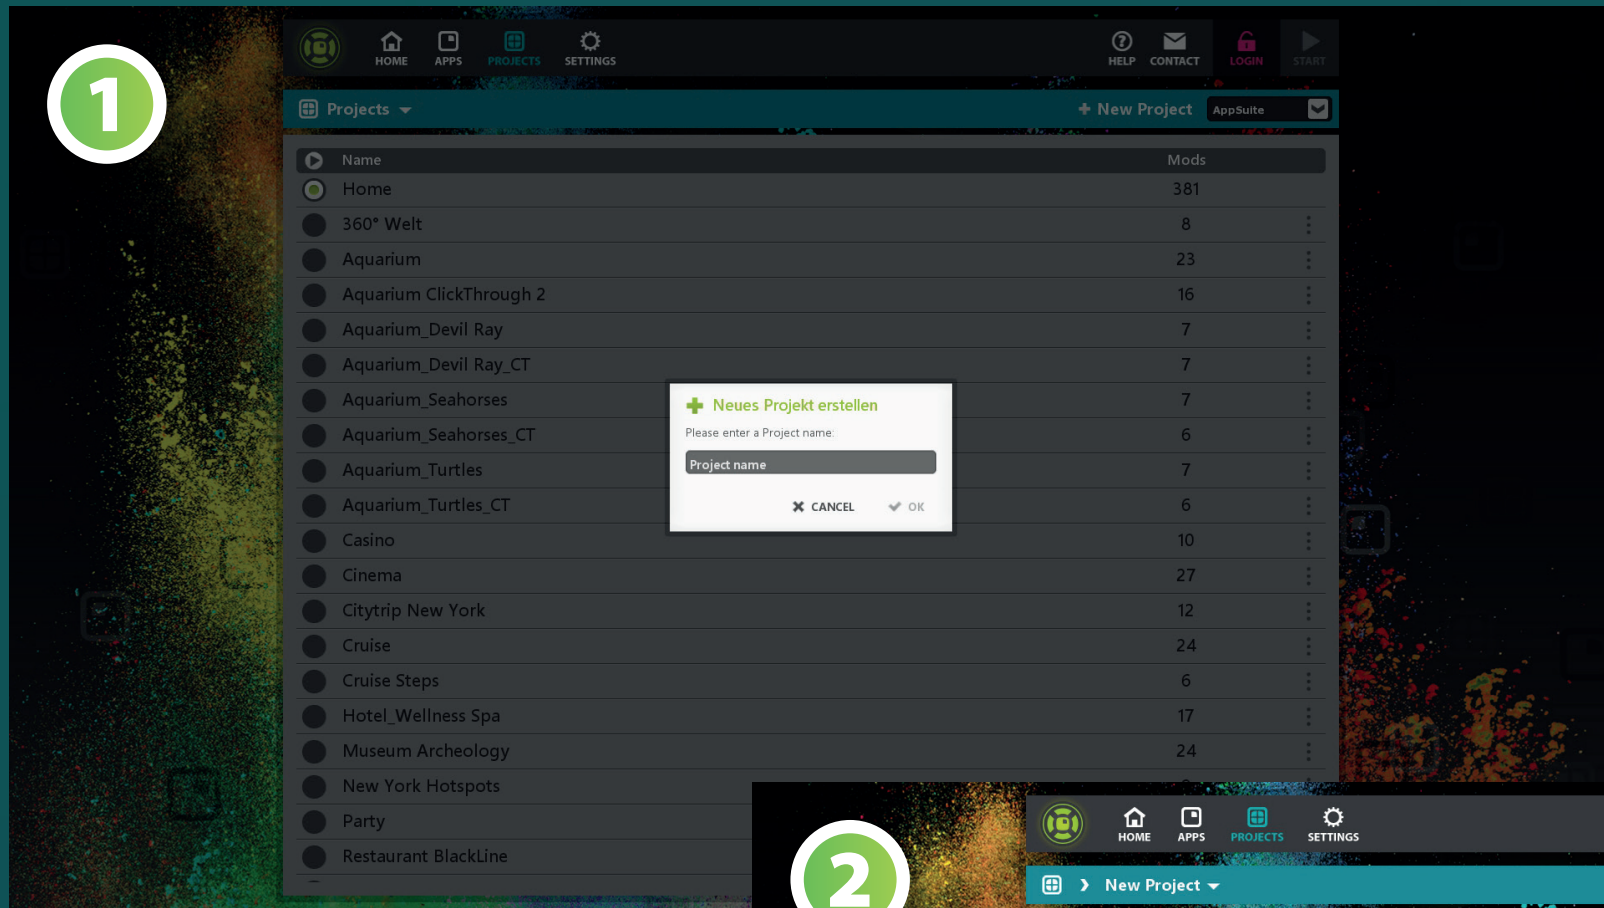 1
HOME APPS PROJECTS SETTINGS HELP CONTACT LOGIN START
Projects + New Project AppSuite
Name Mods
Home 381
360° Welt 8
Aquarium 23
Aquarium ClickThrough 2 16
Aquarium_Devil Ray 7
Aquarium_Devil Ray_CT 7
Aquarium_Seahorses 7
Aquarium_Seahorses_CT 6
Aquarium_Turtles 7
Aquarium_Turtles_CT 6
Casino 10
Cinema 27
Citytrip New York 12
Cruise 24
Cruise Steps 6
Hotel_Wellness Spa 17
Museum Archeology 24
New York Hotspots
Party
Restaurant BlackLine
Neues Projekt erstellen
Please enter a Project name:
Project name
CANCEL OK
2
HOME APPS PROJECTS SETTINGS
New Project